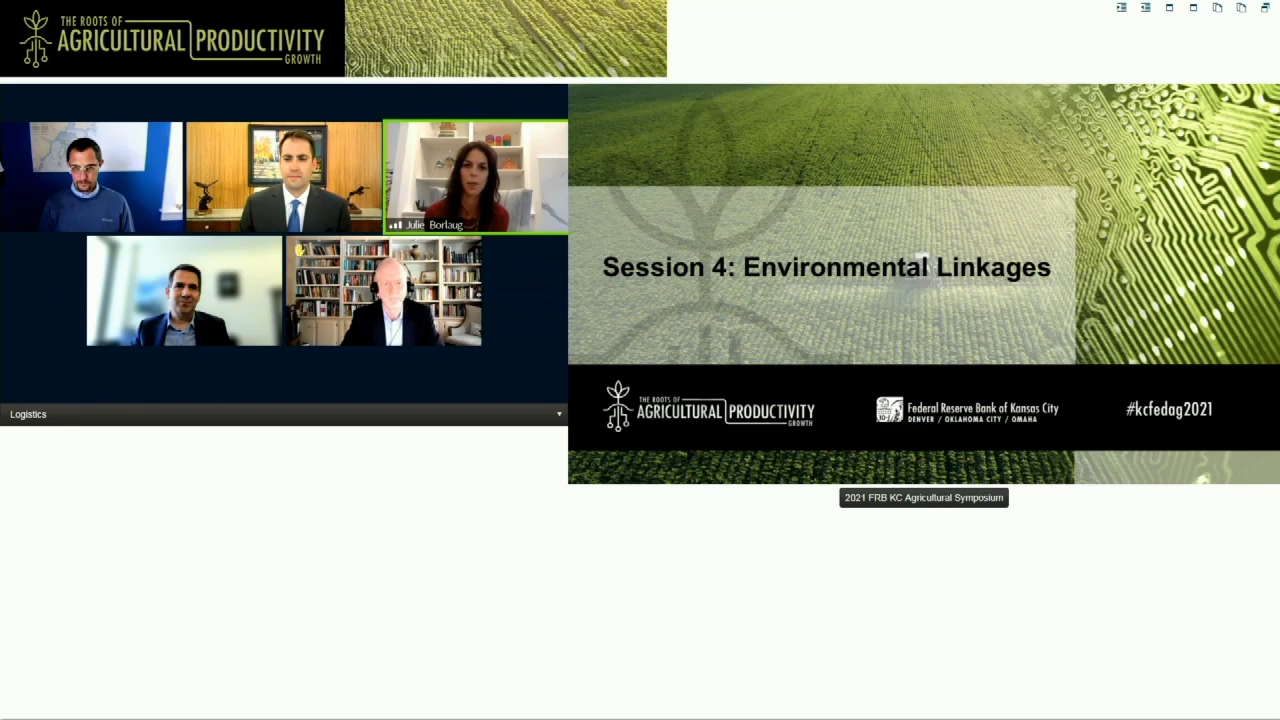 THE ROOTS OF
AGRICULTURAL PRODUCTIVITY
GROWTH
Julie Borlaug
Logistics
Session 4: Environmental Linkages
THE ROOTS OF
AGRICULTURAL PRODUCTIVITY
GROWTH
Federal Reserve Bank of Kansas City
DENVER / OKLAHOMA CITY / OMAHA
#kcfedag2021
2021 FRB KC Agricultural Symposium